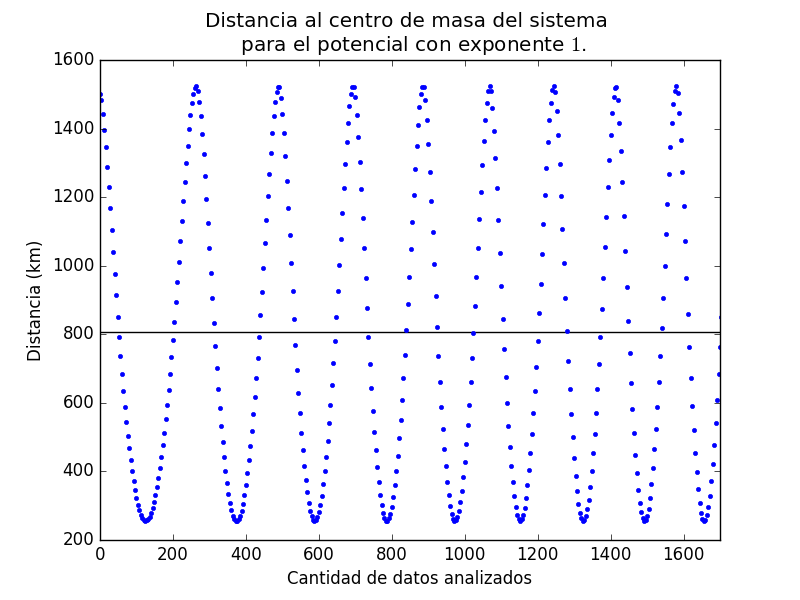 Distancia al centro de masa del sistema
para el potencial con exponente 1.
1600
1400
1200
1000
800
600
400
200
Distancia (km)
0 200 400 600 800 1000 1200 1400 1600
Cantidad de datos analizados